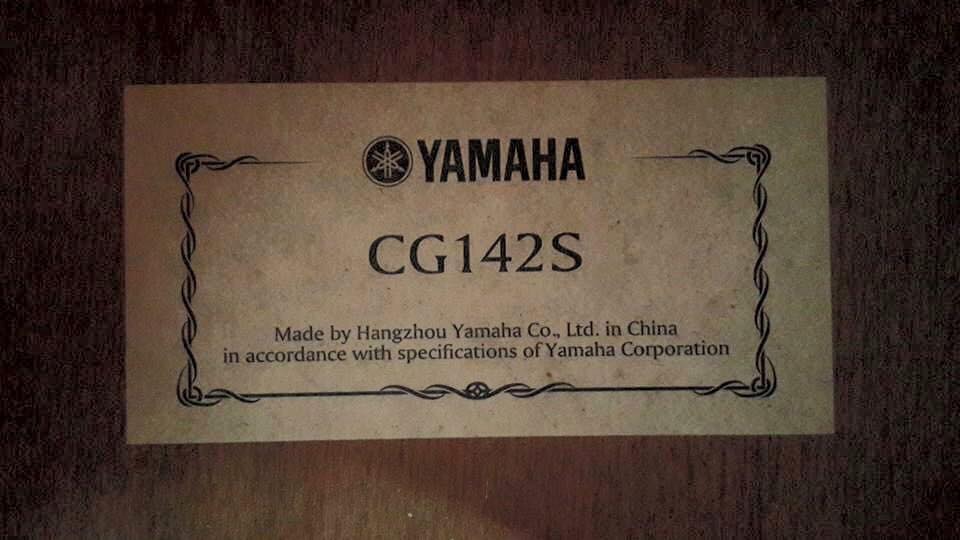 YAMAHA
CG142S
Made by Hangzhou Yamaha Co., Ltd. in China
in accordance with specifications of Yamaha Corporation